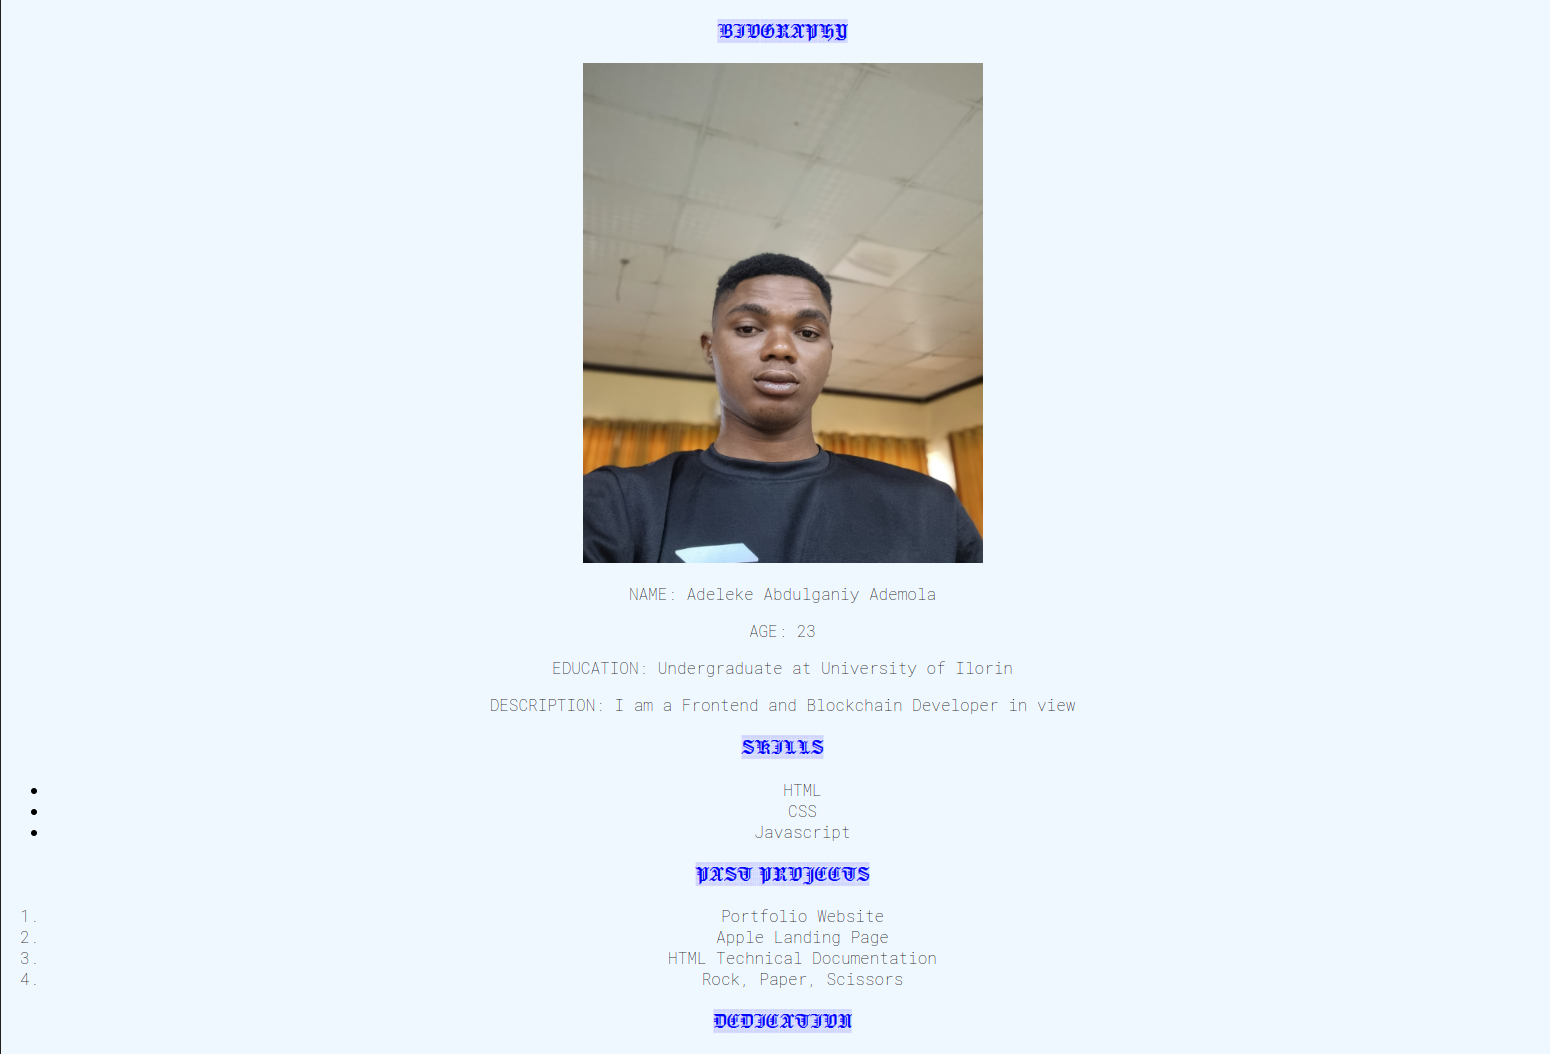 BIOGRAPHY
NAME: Adeleke Abdulganiy Ademola
AGE: 23
EDUCATION: Undergraduate at University of Ilorin
DESCRIPTION: I am a Frontend and Blockchain Developer in view
SKILLS
HTML
CSS
Javascript
PAST PROJECTS
1. Portfolio Website
2. Apple Landing Page
3. HTML Technical Documentation
4. Rock, Paper, Scissors
DEDICATION